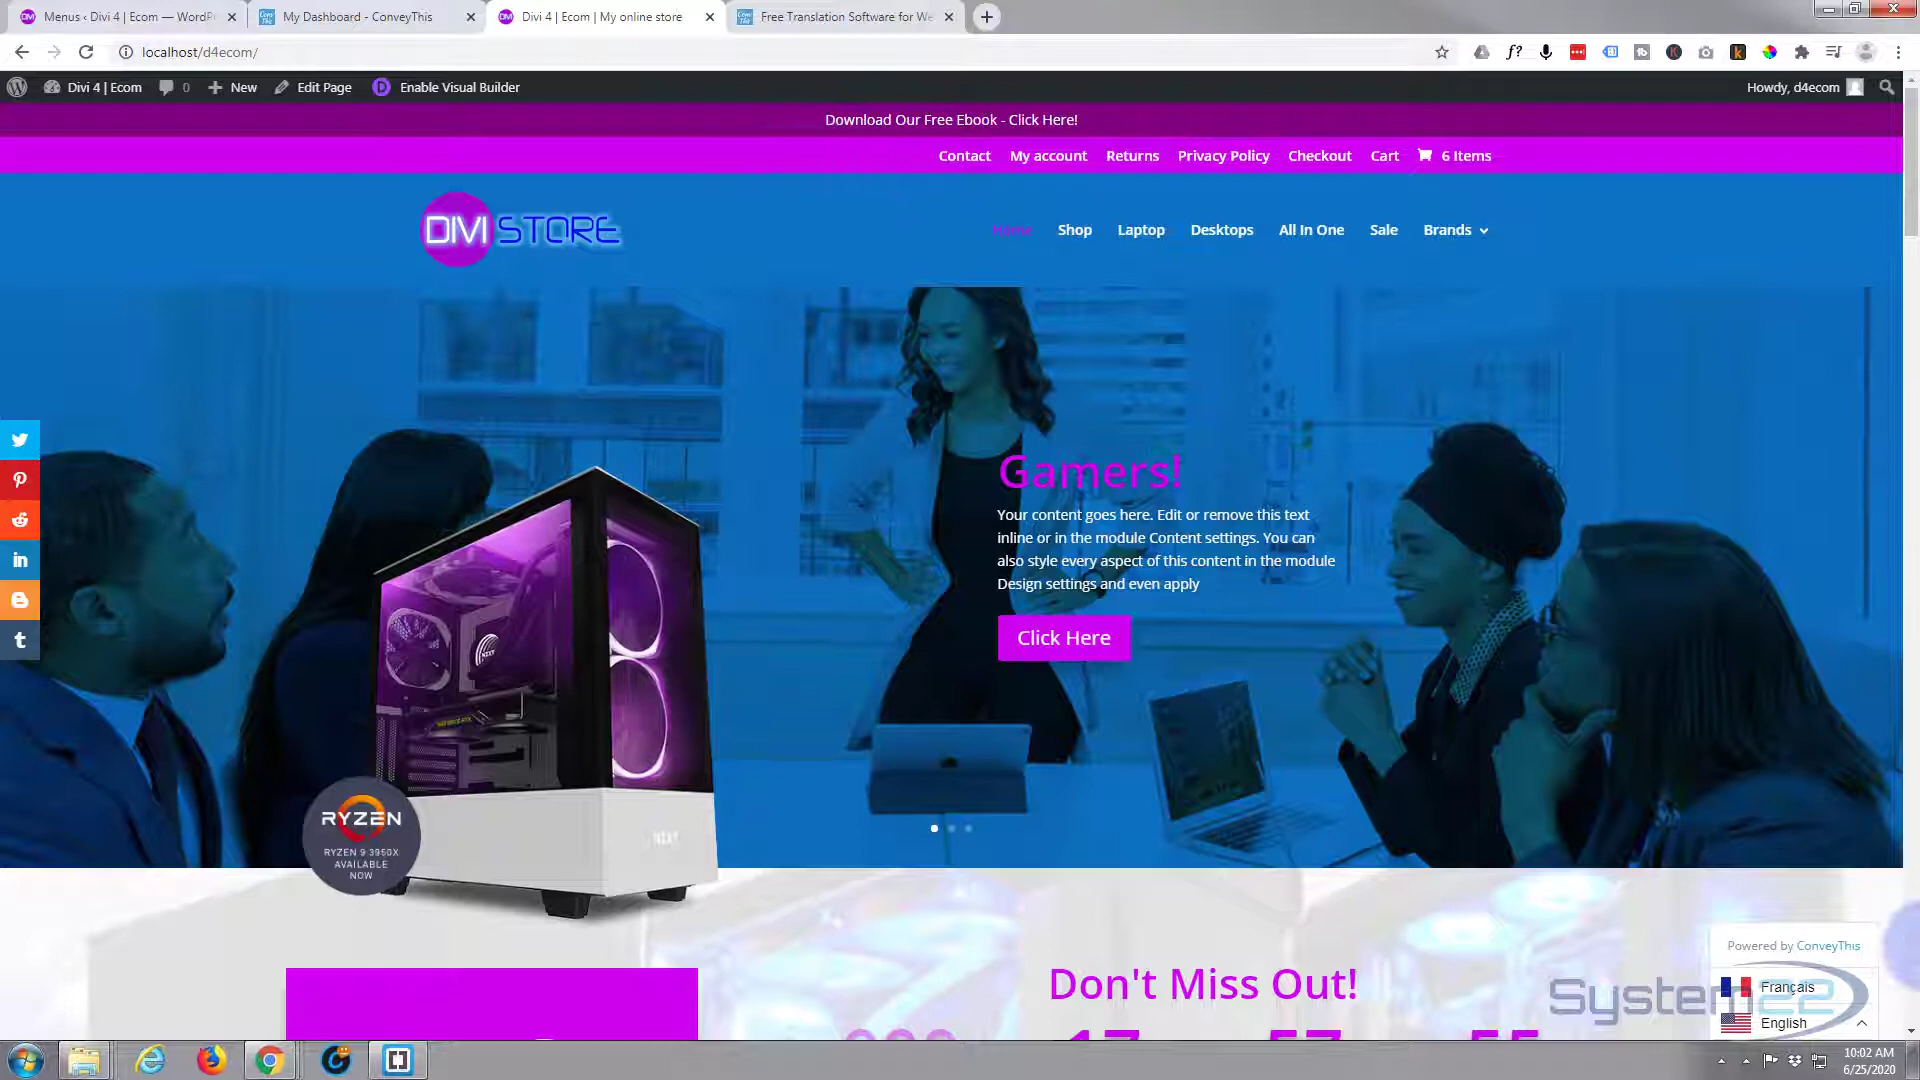 Menus ‹ Divi 4 | Ecom — WordPr
My Dashboard - ConveyThis
Divi 4 | Ecom | My online store
Free Translation Software for We
localhost/d4ecom/
Divi 4 | Ecom
0
New
Edit Page
Enable Visual Builder
Howdy, d4ecom
Download Our Free Ebook - Click Here!
Contact
My account
Returns
Privacy Policy
Checkout
Cart
6 Items
DIVI STORE
Home
Shop
Laptop
Desktops
All In One
Sale
Brands
Gamers!
Your content goes here. Edit or remove this text
inline or in the module Content settings. You can
also style every aspect of this content in the module
Design settings and even apply
Click Here
NZXT
RYZEN
RYZEN 9 3950X
AVAILABLE
NOW
Powered by ConveyThis
Don't Miss Out!
System22
Français
English
10:02 AM
6/25/2020